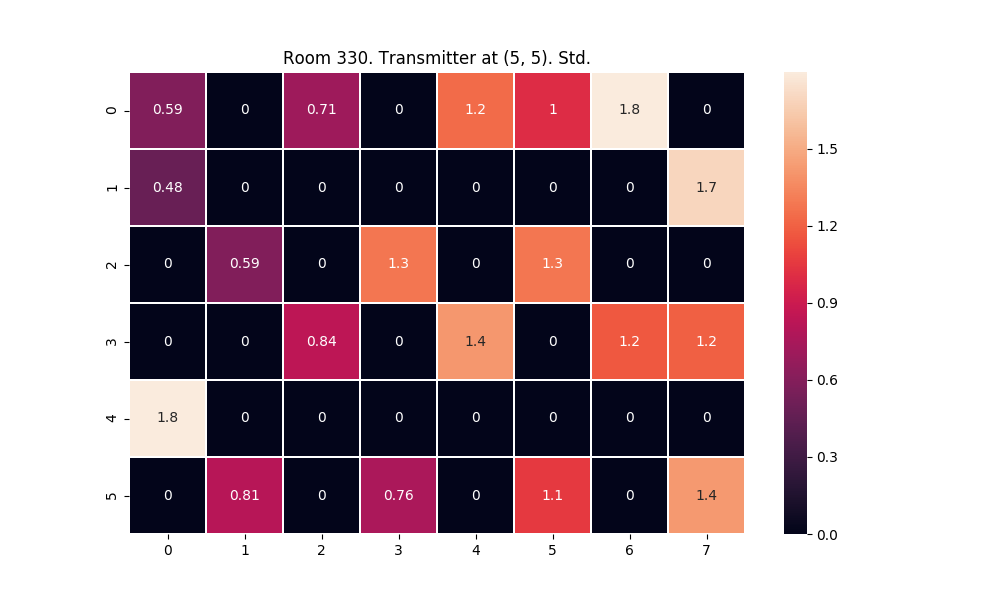 Room 330. Transmitter at (5, 5). Std.
0 0.59 0 0.71 0 1.2 1 1.8 0
1 0.48 0 0 0 0 0 0 1.7
2 0 0.59 0 1.3 0 1.3 0 0
3 0 0 0.84 0 1.4 0 1.2 1.2
4 1.8 0 0 0 0 0 0 0
5 0 0.81 0 0.76 0 1.1 0 1.4
0 1 2 3 4 5 6 7
1.5
1.2
0.9
0.6
0.3
0.0